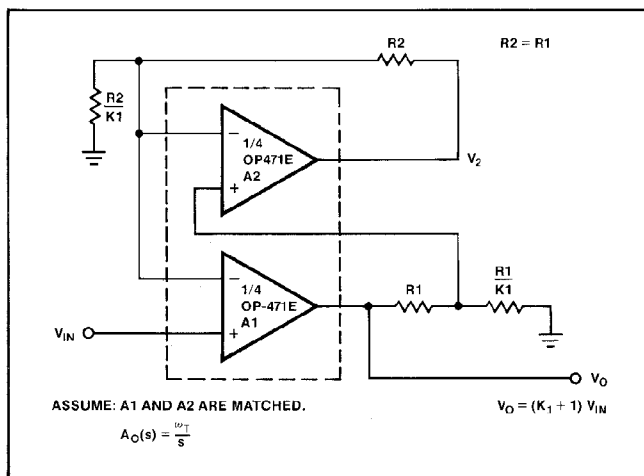 R2
R2 = R1
R2
K1
−
1/4
OP471E
A2
+
V2
−
1/4
OP-471E
A1
+
R1
R1
K1
VIN
VO
ASSUME: A1 AND A2 ARE MATCHED.
VO = (K1 + 1) VIN
AO(s) = ωT
s